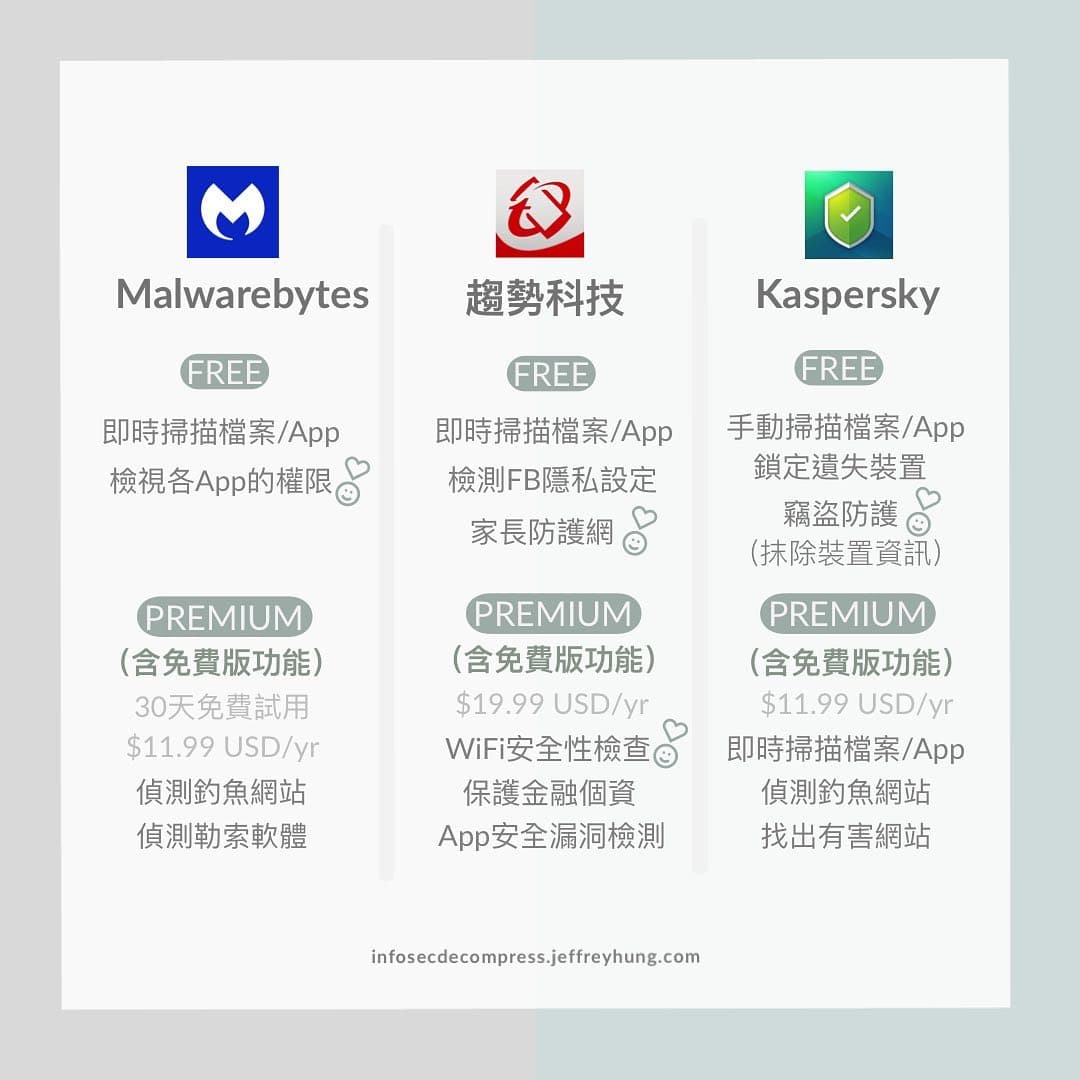 Malwarebytes
FREE
即時掃描檔案/App
檢視各App的權限
PREMIUM
（含免費版功能）
30天免費試用
$11.99 USD/yr
偵測釣魚網站
偵測勒索軟體
趨勢科技
FREE
即時掃描檔案/App
檢測FB隱私設定
家長防護網
PREMIUM
（含免費版功能）
$19.99 USD/yr
WiFi安全性檢查
保護金融個資
App安全漏洞檢測
Kaspersky
FREE
手動掃描檔案/App
鎖定遺失裝置
竊盜防護
（抹除裝置資訊）
PREMIUM
（含免費版功能）
$11.99 USD/yr
即時掃描檔案/App
偵測釣魚網站
找出有害網站
infosecdecompress.jeffreyhung.com